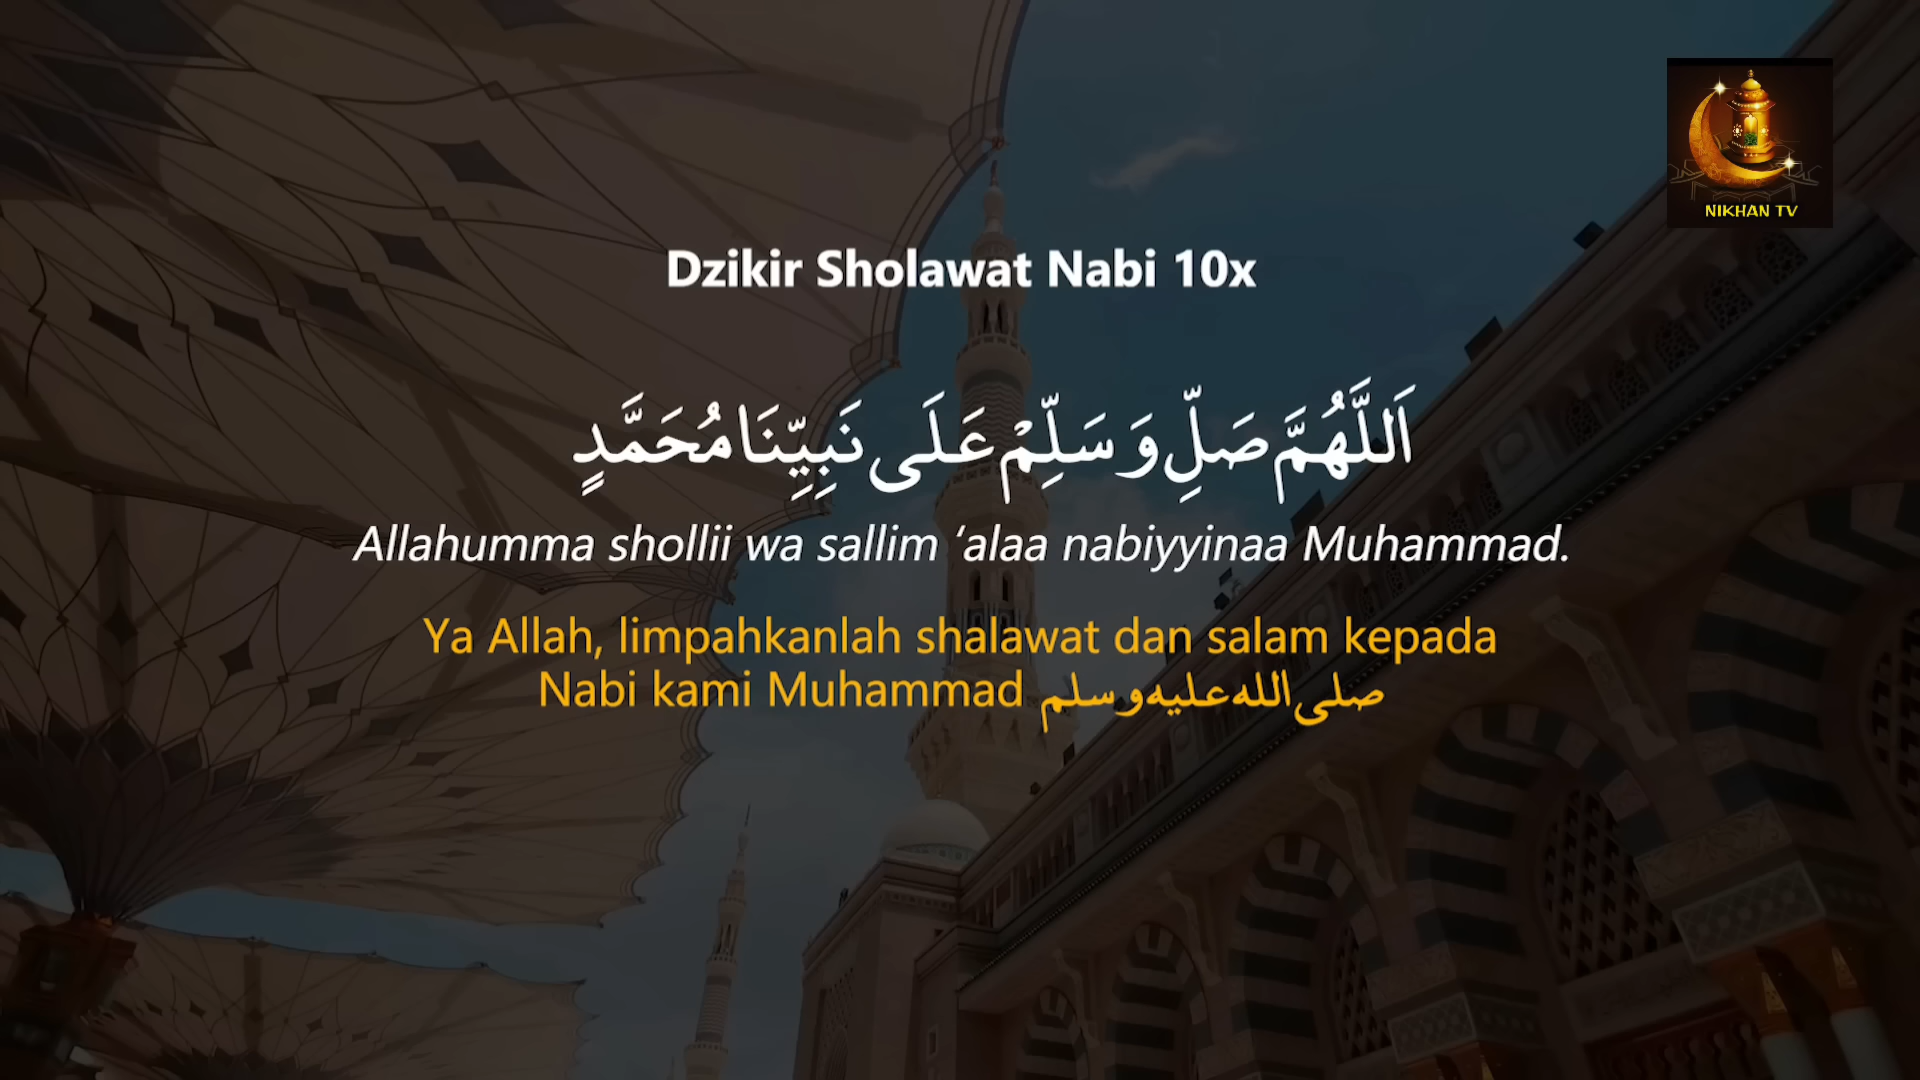 NIKHAN TV
Dzikir Sholawat Nabi 10x
اَللَّهُمَّ صَلِّ وَ سَلِّمْ عَلَى نَبِيِّنَا مُحَمَّدٍ
Allahumma shollii wa sallim ‘alaa nabiyyinaa Muhammad.
Ya Allah, limpahkanlah shalawat dan salam kepada
Nabi kami Muhammad صلى الله عليه وسلم